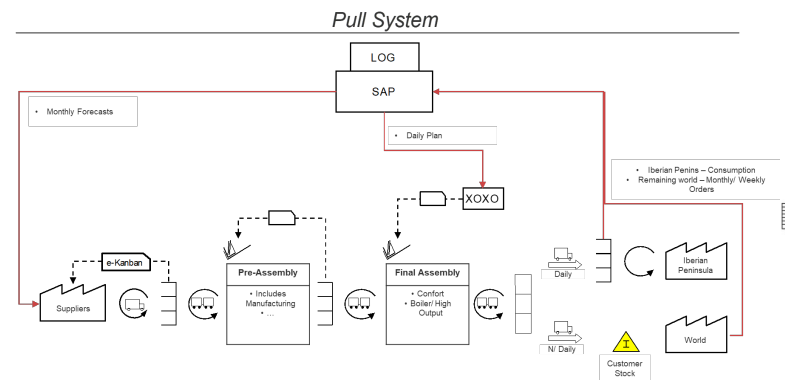 Pull System
LOG
SAP
• Monthly Forecasts
• Daily Plan
• Iberian Penins – Consumption
• Remaining world – Monthly/ Weekly
Orders
XOXO
e-Kanban
Suppliers
Pre-Assembly
• Includes
Manufacturing
• ...
Final Assembly
• Confort
• Boiler/ High
Output
Daily
Iberian
Peninsula
N/ Daily
I
Customer
Stock
World